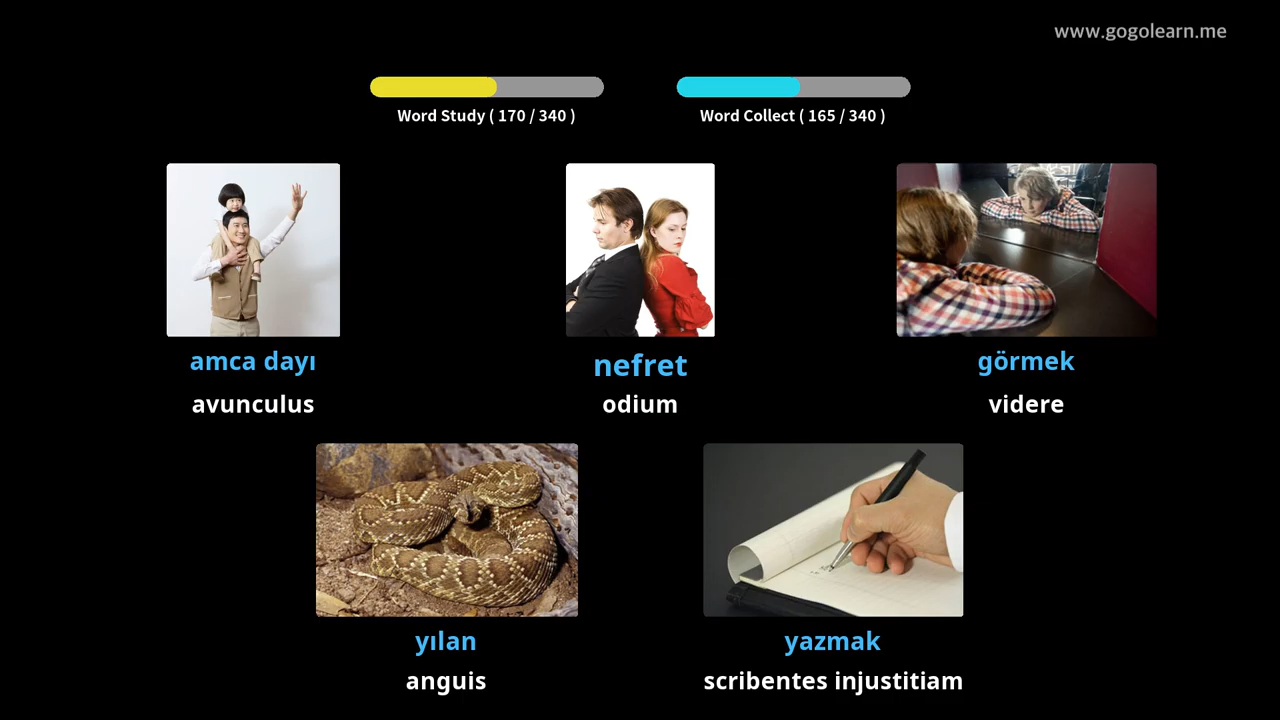 www.gogolearn.me
Word Study ( 170 / 340 )
Word Collect ( 165 / 340 )
amca dayı
avunculus
nefret
odium
görmek
videre
yılan
anguis
yazmak
scribentes injustitiam